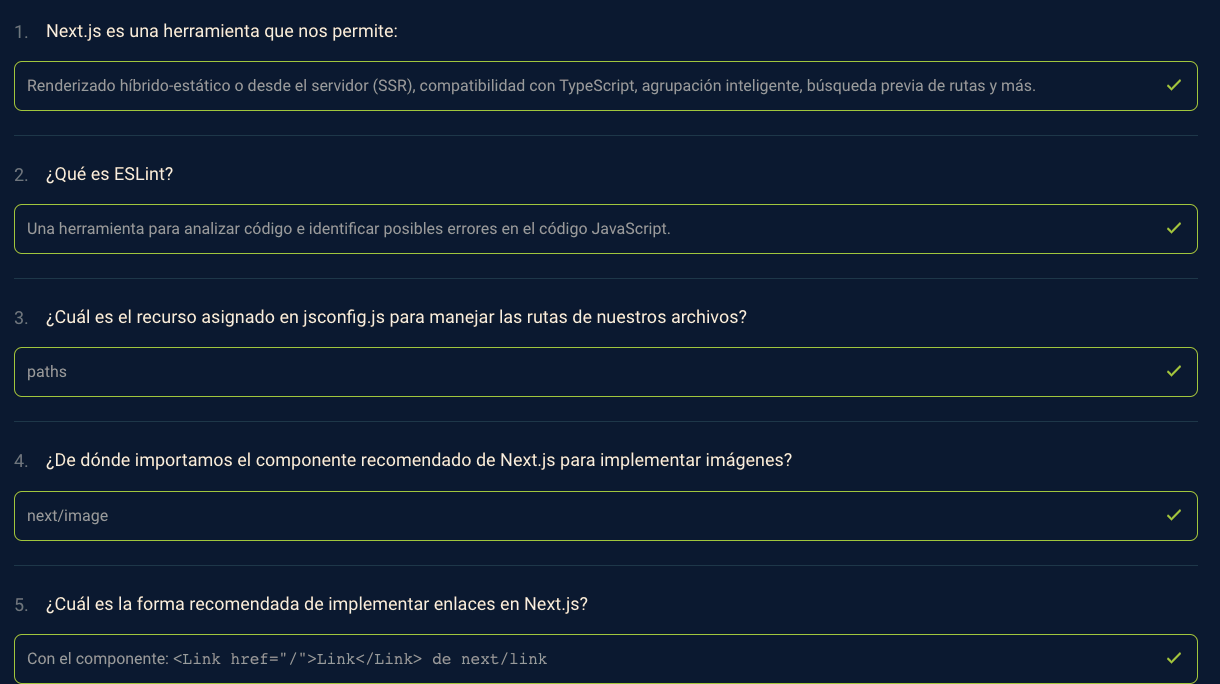 1. Next.js es una herramienta que nos permite:
Renderizado híbrido-estático o desde el servidor (SSR), compatibilidad con TypeScript, agrupación inteligente, búsqueda previa de rutas y más.
2. ¿Qué es ESLint?
Una herramienta para analizar código e identificar posibles errores en el código JavaScript.
3. ¿Cuál es el recurso asignado en jsconfig.js para manejar las rutas de nuestros archivos?
paths
4. ¿De dónde importamos el componente recomendado de Next.js para implementar imágenes?
next/image
5. ¿Cuál es la forma recomendada de implementar enlaces en Next.js?
Con el componente: <Link href="/">Link</Link> de next/link